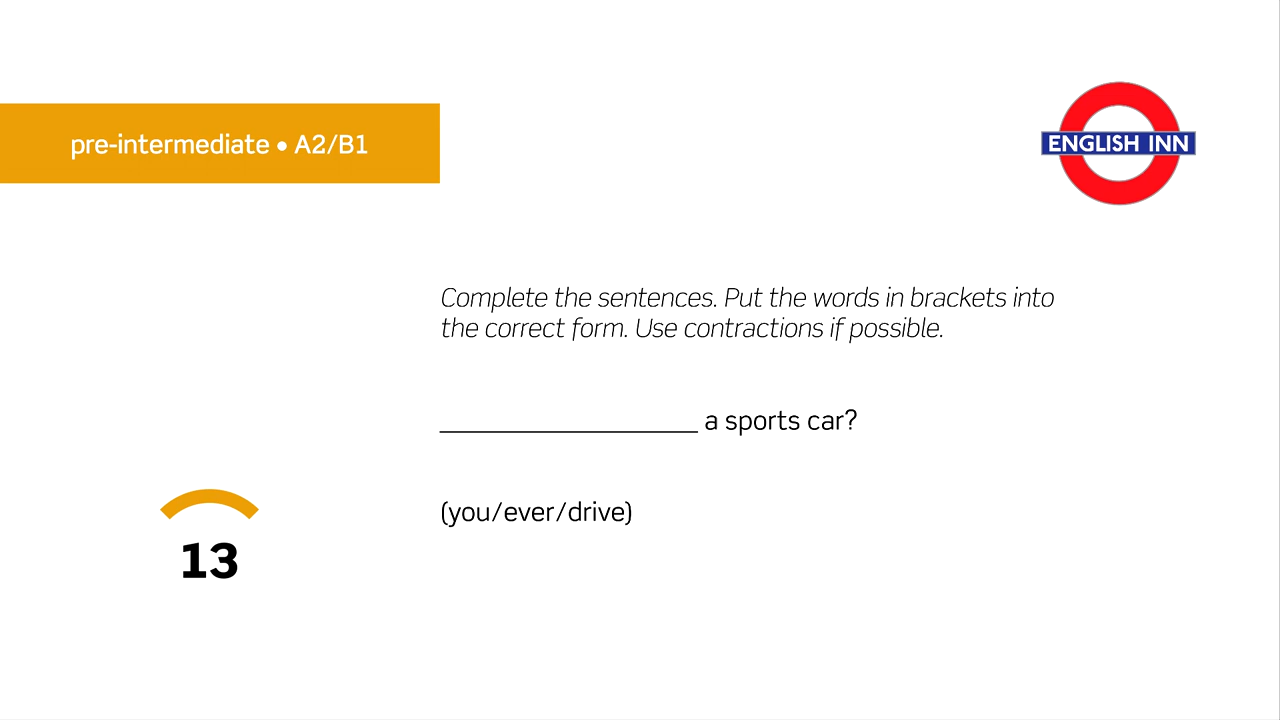 pre-intermediate • A2/B1
ENGLISH INN
Complete the sentences. Put the words in brackets into
the correct form. Use contractions if possible.
__________________ a sports car?
(you/ever/drive)
13